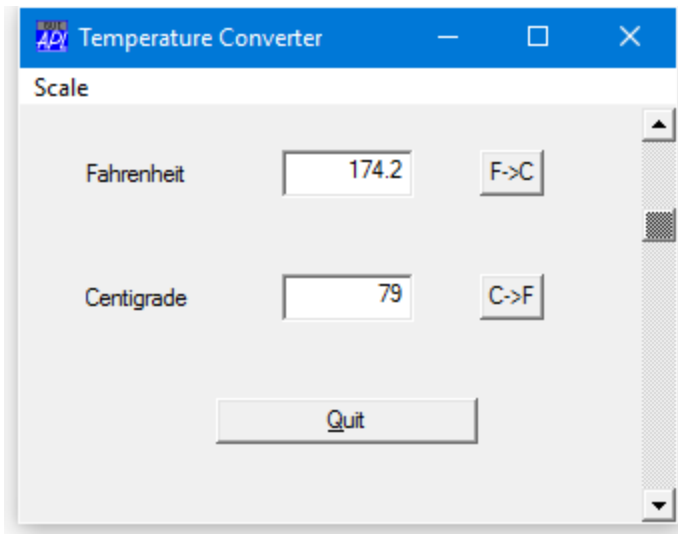 Temperature Converter
Scale
Fahrenheit 174.2 F->C
Centigrade 79 C->F
Quit